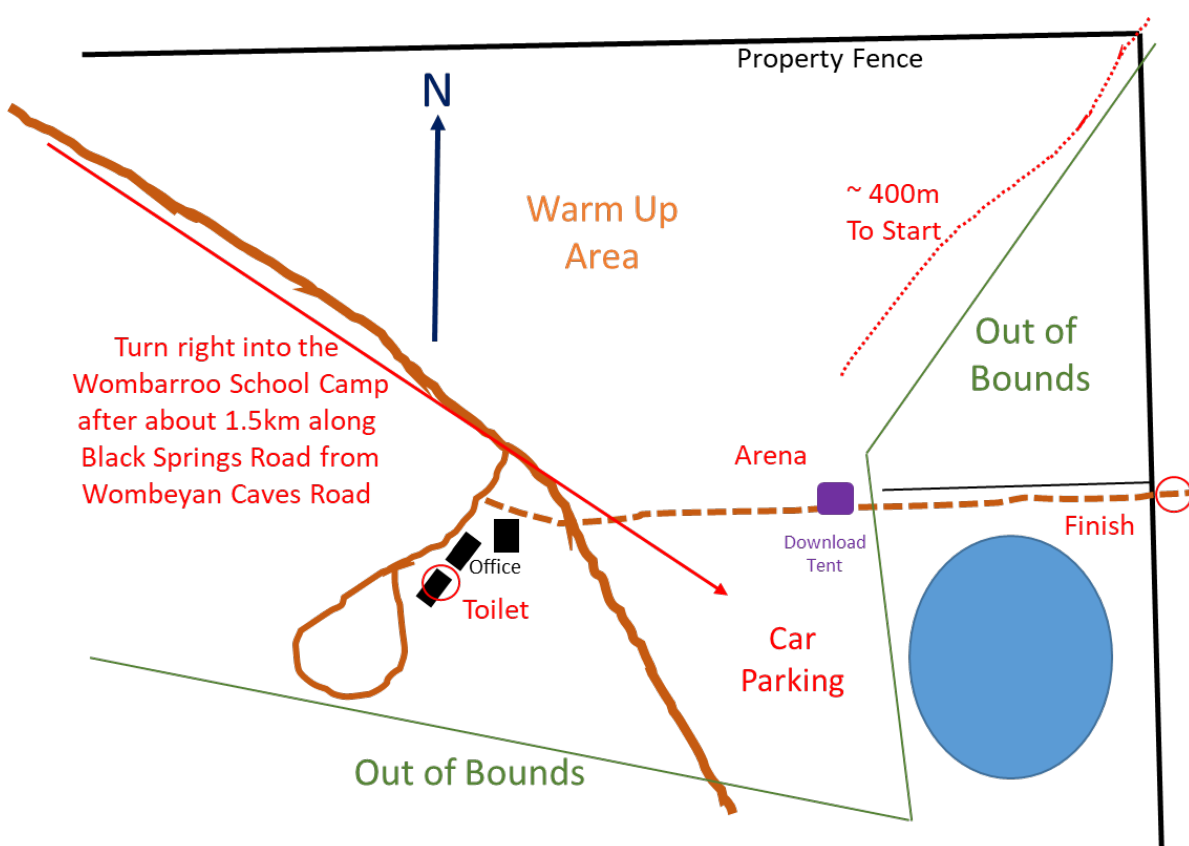 Property Fence
N
Warm Up
Area
~ 400m
To Start
Turn right into the
Wombarroo School Camp
after about 1.5km along
Black Springs Road from
Wombeyan Caves Road
Out of
Bounds
Arena
Download
Tent
Finish
Office
Toilet
Car
Parking
Out of Bounds